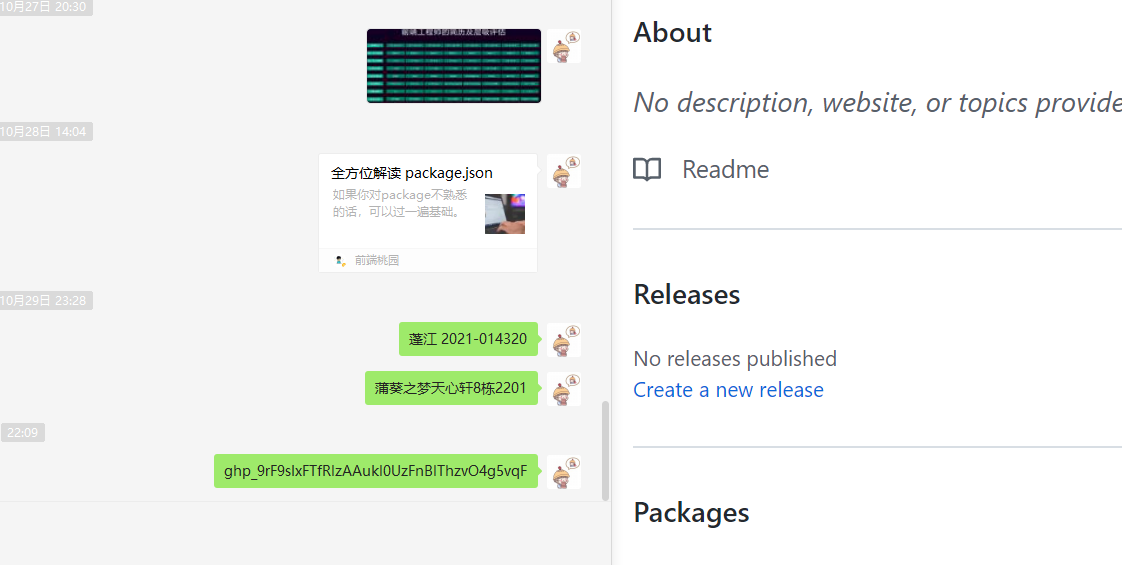 10月27日 20:30
前端工程师的简历及层级评估
10月28日 14:04
全方位解读 package.json
如果你对package不熟悉
的话，可以过一遍基础。
前端桃园
10月29日 23:28
蓬江 2021-014320
蒲葵之梦天心轩8栋2201
22:09
About
No description, website, or topics provide
Readme
Releases
No releases published
Create a new release
Packages